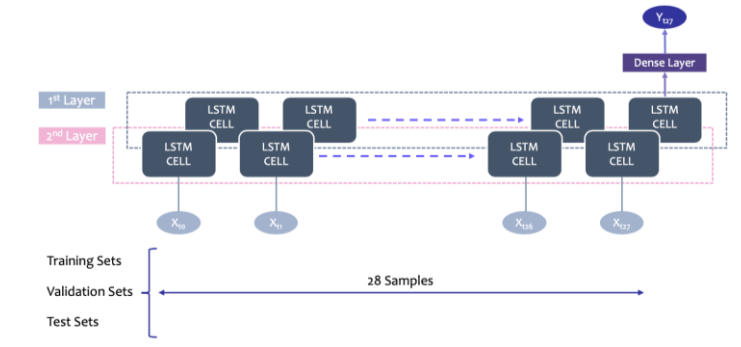 Yt27
Dense Layer
1st Layer
LSTM
CELL
LSTM
CELL
LSTM
CELL
LSTM
CELL
2nd Layer
LSTM
CELL
LSTM
CELL
LSTM
CELL
LSTM
CELL
Xt0
Xt1
Xt26
Xt27
Training Sets
28 Samples
Validation Sets
Test Sets